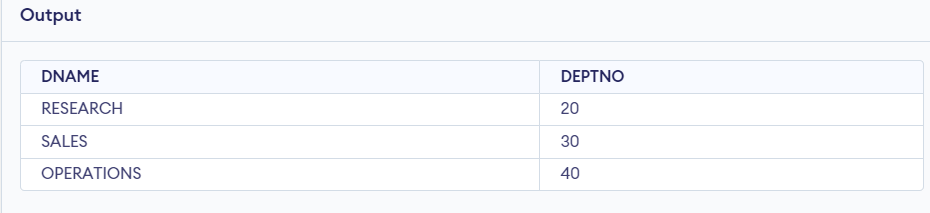 Output
DNAME DEPTNO
RESEARCH 20
SALES 30
OPERATIONS 40